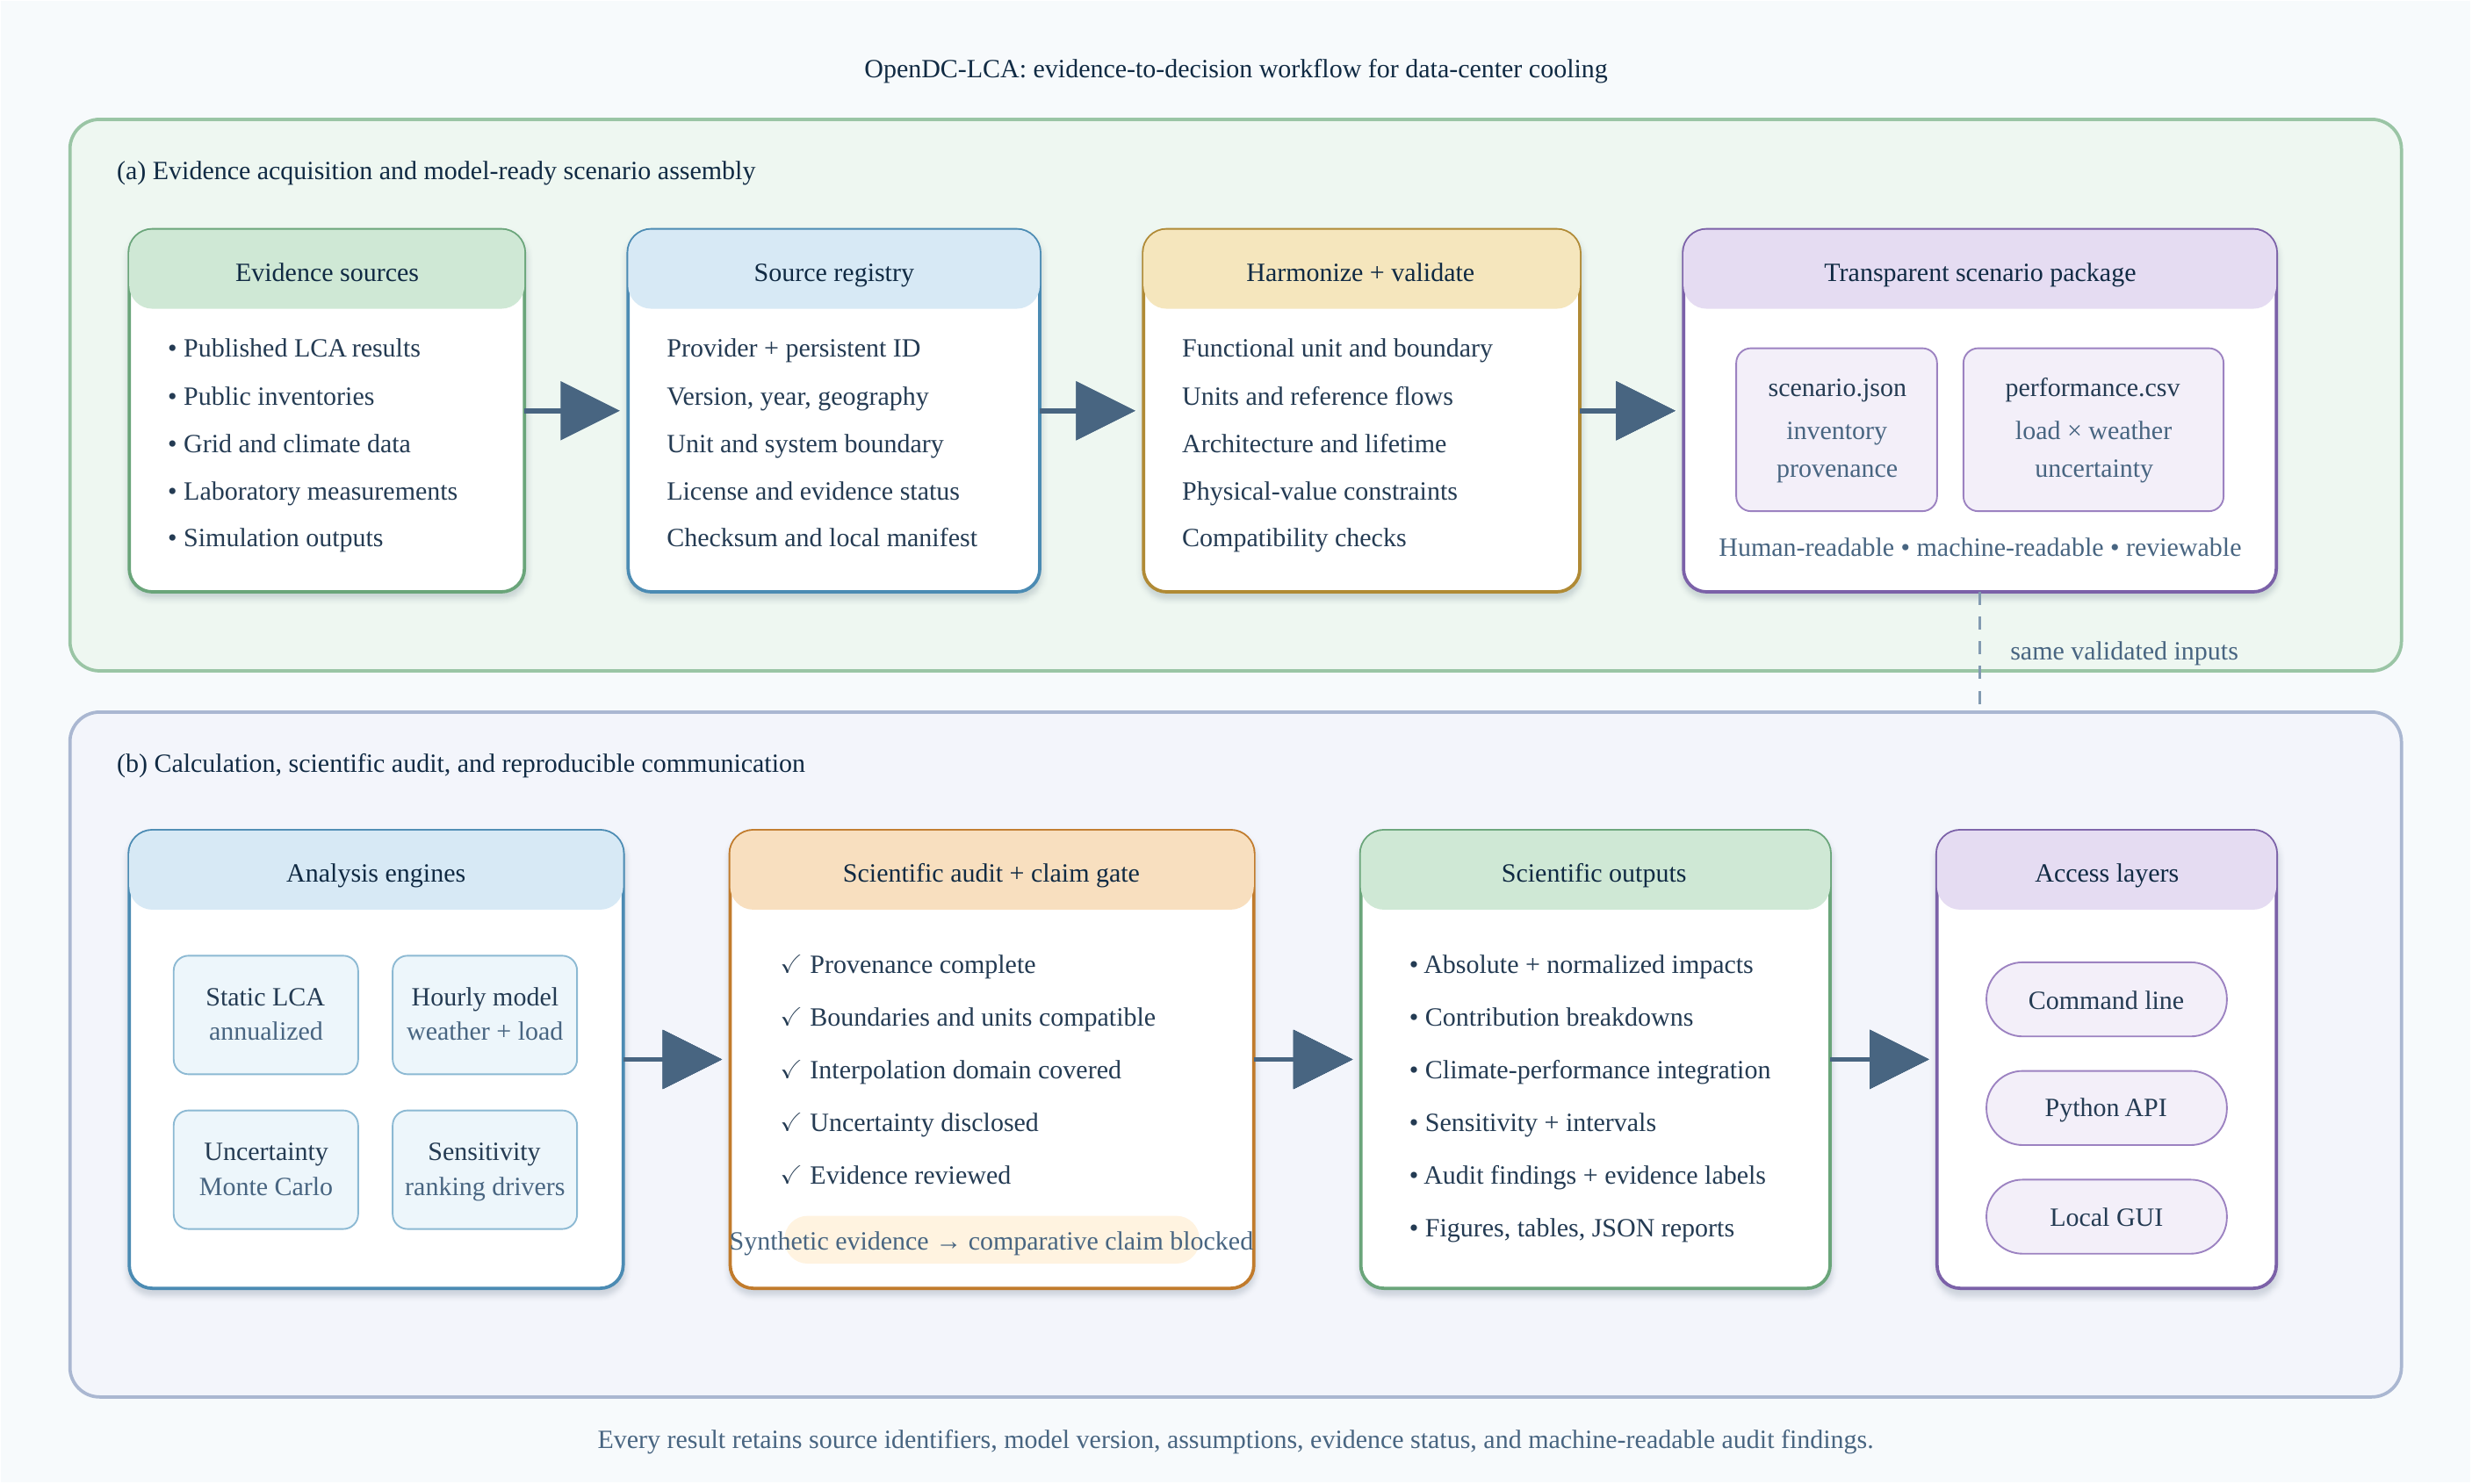 OpenDC-LCA: evidence-to-decision workflow for data-center cooling
(a) Evidence acquisition and model-ready scenario assembly
Evidence sources
• Published LCA results
• Public inventories
• Grid and climate data
• Laboratory measurements
• Simulation outputs
Source registry
Provider + persistent ID
Version, year, geography
Unit and system boundary
License and evidence status
Checksum and local manifest
Harmonize + validate
Functional unit and boundary
Units and reference flows
Architecture and lifetime
Physical-value constraints
Compatibility checks
Transparent scenario package
scenario.json
inventory
provenance
performance.csv
load × weather
uncertainty
Human-readable • machine-readable • reviewable
same validated inputs
(b) Calculation, scientific audit, and reproducible communication
Analysis engines
Static LCA
annualized
Hourly model
weather + load
Uncertainty
Monte Carlo
Sensitivity
ranking drivers
Scientific audit + claim gate
✓ Provenance complete
✓ Boundaries and units compatible
✓ Interpolation domain covered
✓ Uncertainty disclosed
✓ Evidence reviewed
Synthetic evidence → comparative claim blocked
Scientific outputs
• Absolute + normalized impacts
• Contribution breakdowns
• Climate-performance integration
• Sensitivity + intervals
• Audit findings + evidence labels
• Figures, tables, JSON reports
Access layers
Command line
Python API
Local GUI
Every result retains source identifiers, model version, assumptions, evidence status, and machine-readable audit findings.